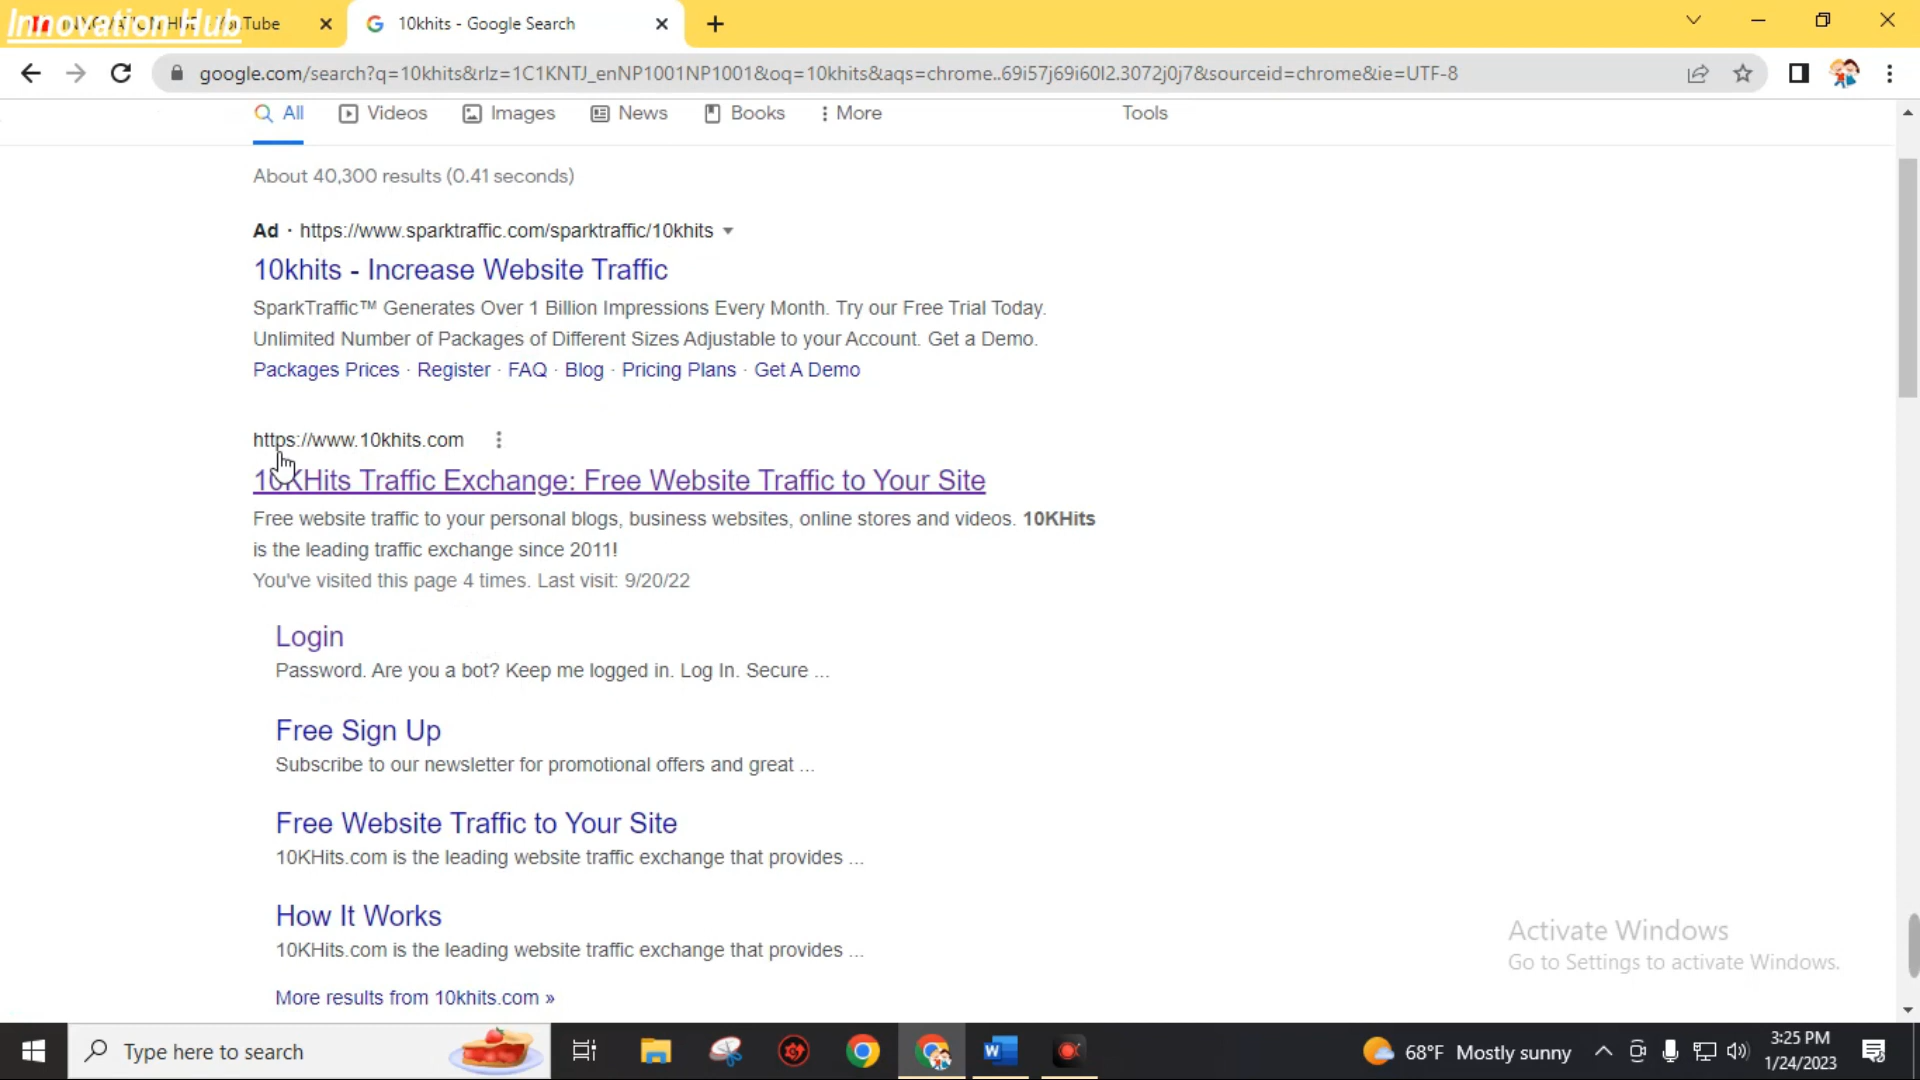 Innovation Hub
10khits - Google Search
google.com/search?q=10khits&rlz=1C1KNTJ_enNP1001NP1001&oq=10khits&aqs=chrome..69i57j69i60l2.3072j0j7&sourceid=chrome&ie=UTF-8
All Videos Images News Books More Tools
About 40,300 results (0.41 seconds)
Ad · https://www.sparktraffic.com/sparktraffic/10khits
10khits - Increase Website Traffic
SparkTraffic™ Generates Over 1 Billion Impressions Every Month. Try our Free Trial Today.
Unlimited Number of Packages of Different Sizes Adjustable to your Account. Get a Demo.
Packages Prices · Register · FAQ · Blog · Pricing Plans · Get A Demo
https://www.10khits.com
10KHits Traffic Exchange: Free Website Traffic to Your Site
Free website traffic to your personal blogs, business websites, online stores and videos. 10KHits
is the leading traffic exchange since 2011!
You've visited this page 4 times. Last visit: 9/20/22
Login
Password. Are you a bot? Keep me logged in. Log In. Secure ...
Free Sign Up
Subscribe to our newsletter for promotional offers and great ...
Free Website Traffic to Your Site
10KHits.com is the leading website traffic exchange that provides ...
How It Works
10KHits.com is the leading website traffic exchange that provides ...
More results from 10khits.com »
Activate Windows
Go to Settings to activate Windows.
Type here to search
68°F Mostly sunny
3:25 PM
1/24/2023